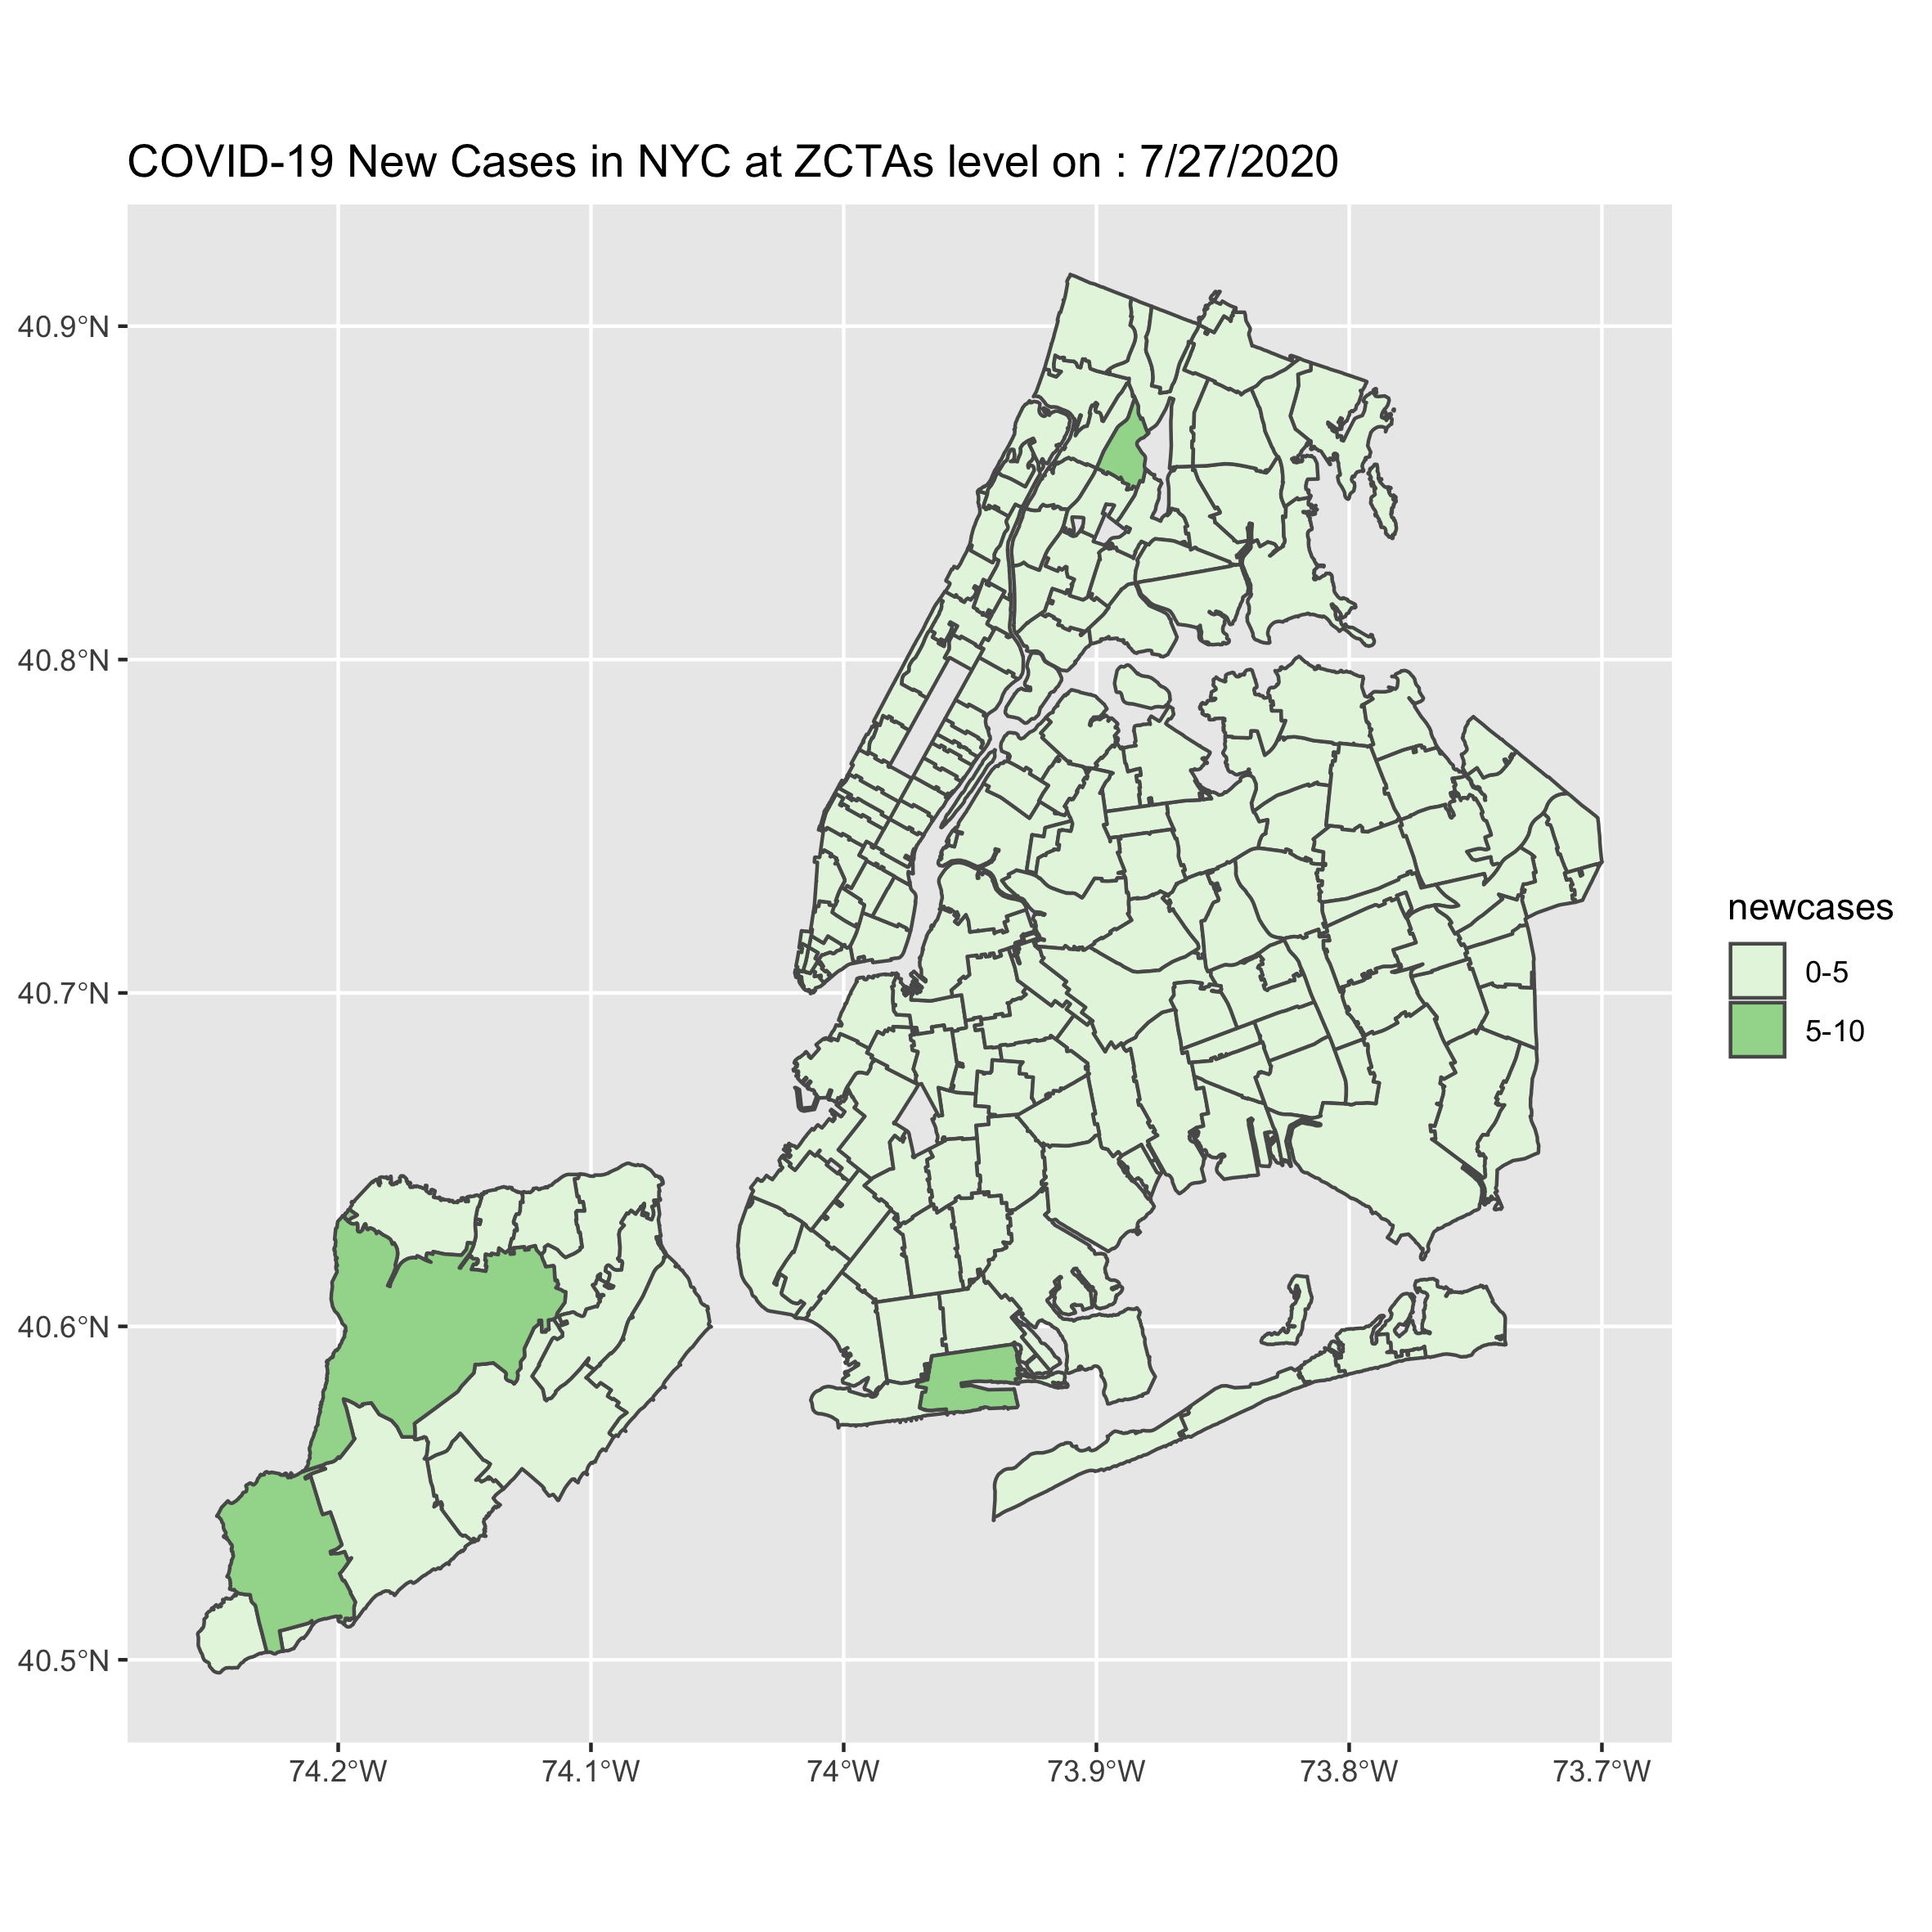 COVID-19 New Cases in NYC at ZCTAs level on : 7/27/2020
40.9°N
40.8°N
40.7°N
40.6°N
40.5°N
74.2°W
74.1°W
74°W
73.9°W
73.8°W
73.7°W
newcases
0-5
5-10